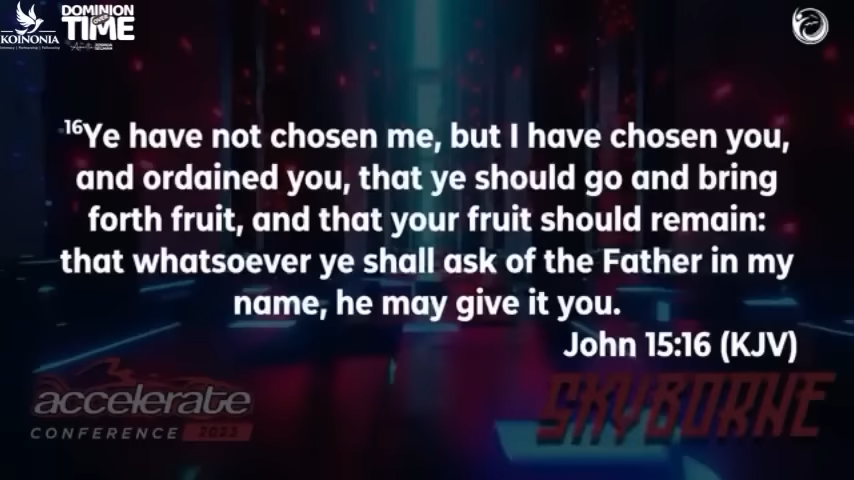 KOINONIA
DOMINION
OVER
TIME
16Ye have not chosen me, but I have chosen you,
and ordained you, that ye should go and bring
forth fruit, and that your fruit should remain:
that whatsoever ye shall ask of the Father in my
name, he may give it you.
John 15:16 (KJV)
accelerate
CONFERENCE 2023
SKYBORNE